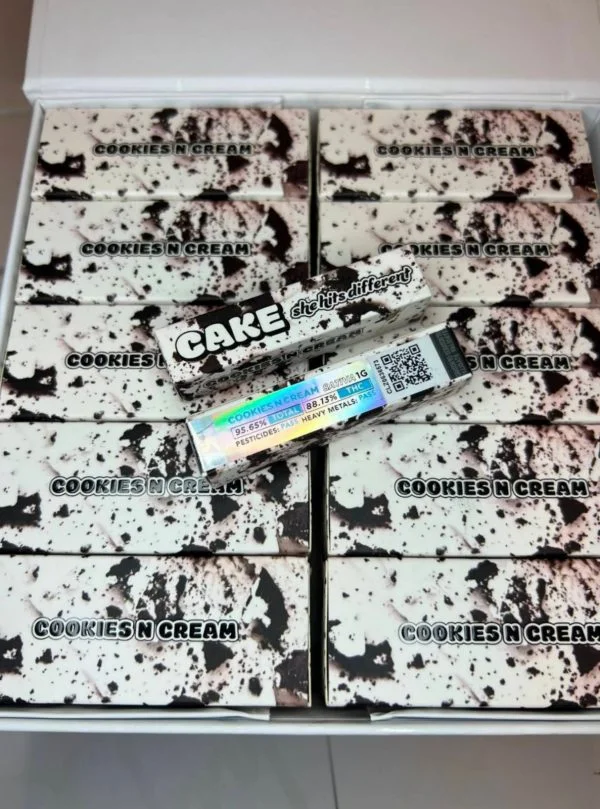 COOKIES N CREAM
COOKIES N CREAM
COOKIES N CREAM
COOKIES N CREAM
CAKE she hits different
COOKIES N CREAM
COOKIES
COOKIES N CREAM SATIVA 1G
95.65% TOTAL 88.13% THC
PESTICIDES: PASS HEAVY METALS: PASS
COOKIES N CREAM
COOKIES N CREAM
COOKIES N CREAM
COOKIES N CREAM